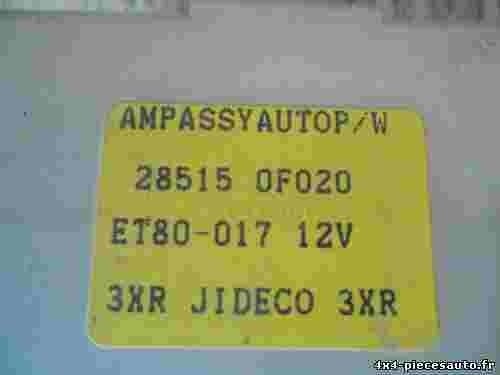 AMPASSYAUTOP/W
28515 0F020
ET80-017 12V
3XR JIDECO 3XR
4x4-piecesauto.fr